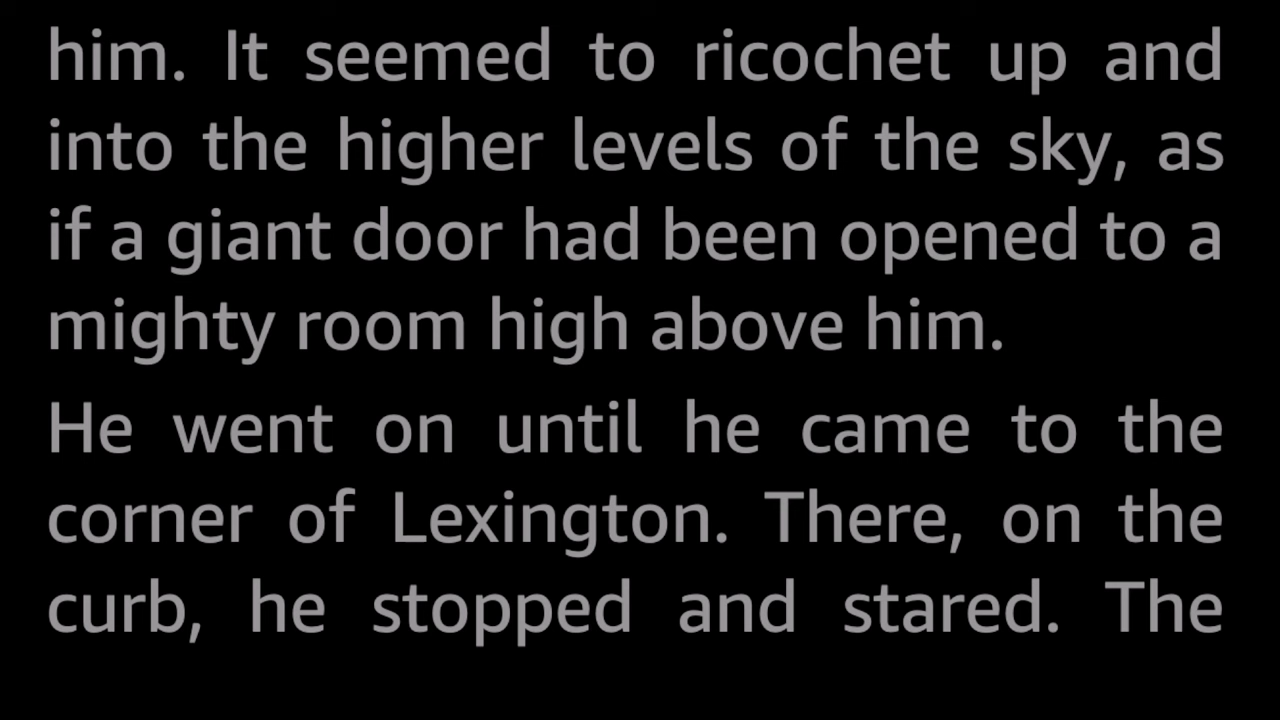 him. It seemed to ricochet up and
into the higher levels of the sky, as
if a giant door had been opened to a
mighty room high above him.
He went on until he came to the
corner of Lexington. There, on the
curb, he stopped and stared. The